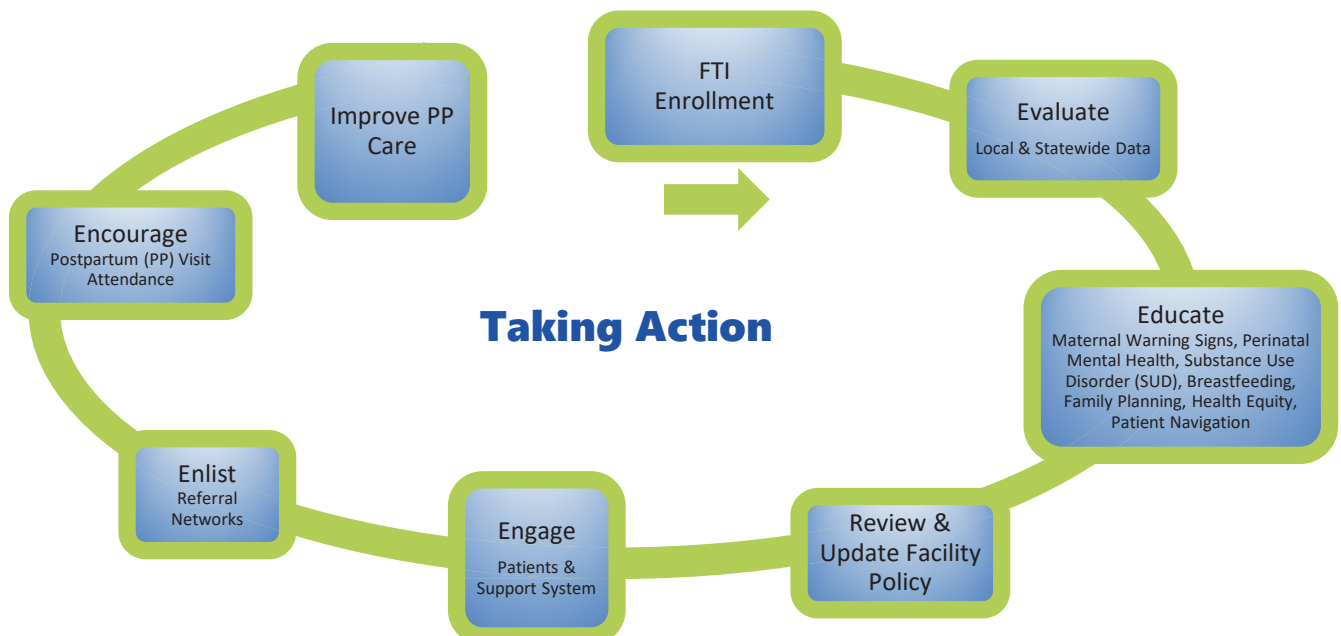 FTI
Enrollment
Evaluate
Local & Statewide Data
Educate
Maternal Warning Signs, Perinatal
Mental Health, Substance Use
Disorder (SUD), Breastfeeding,
Family Planning, Health Equity,
Patient Navigation
Review &
Update Facility
Policy
Engage
Patients &
Support System
Enlist
Referral
Networks
Encourage
Postpartum (PP) Visit
Attendance
Improve PP
Care
Taking Action